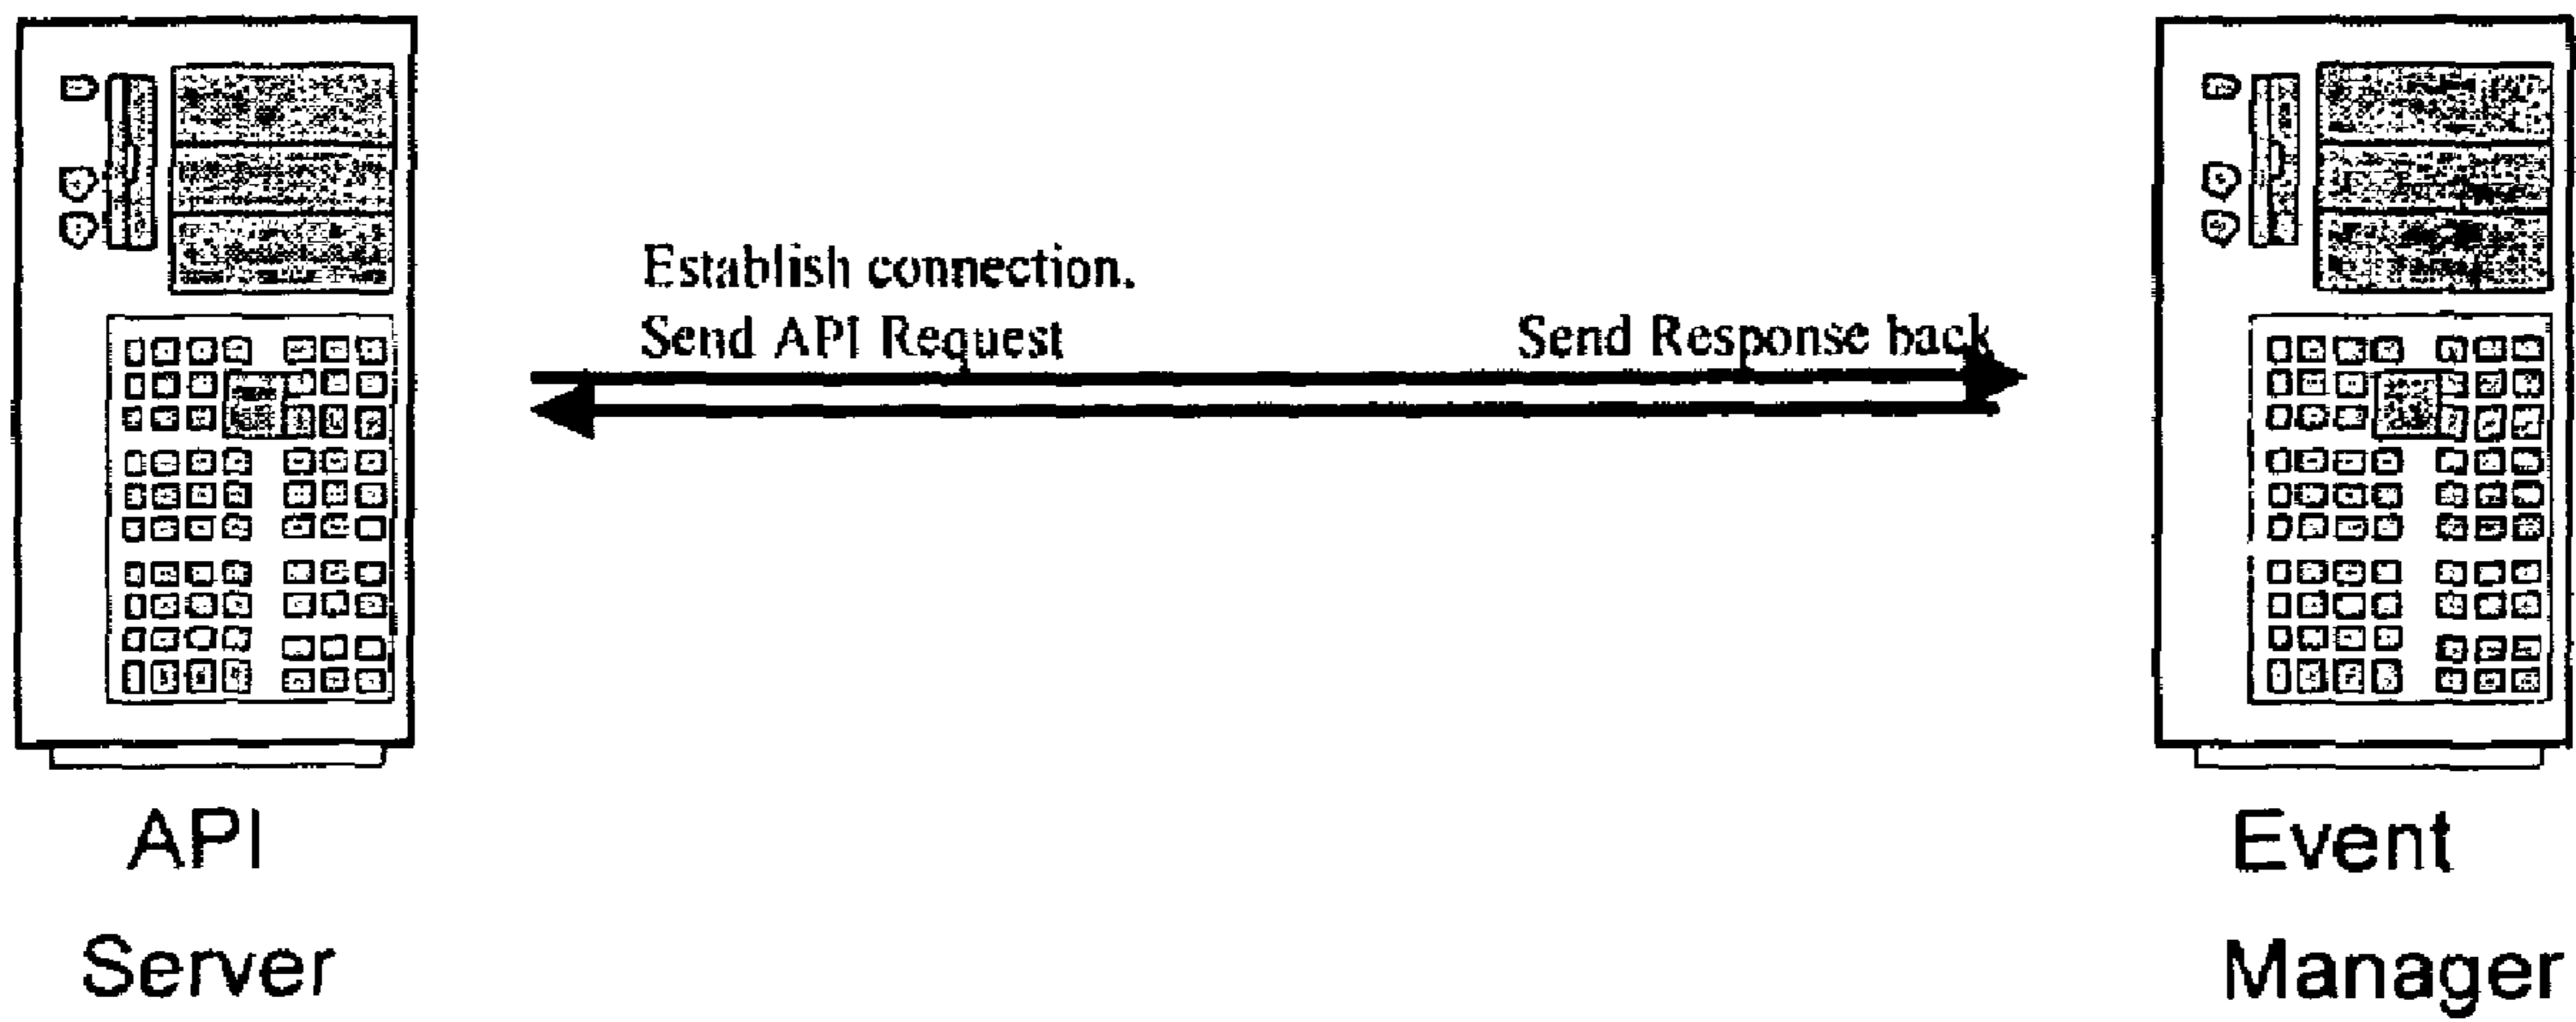 Establish connection.
Send API Request
Send Response back
API
Server
Event
Manager